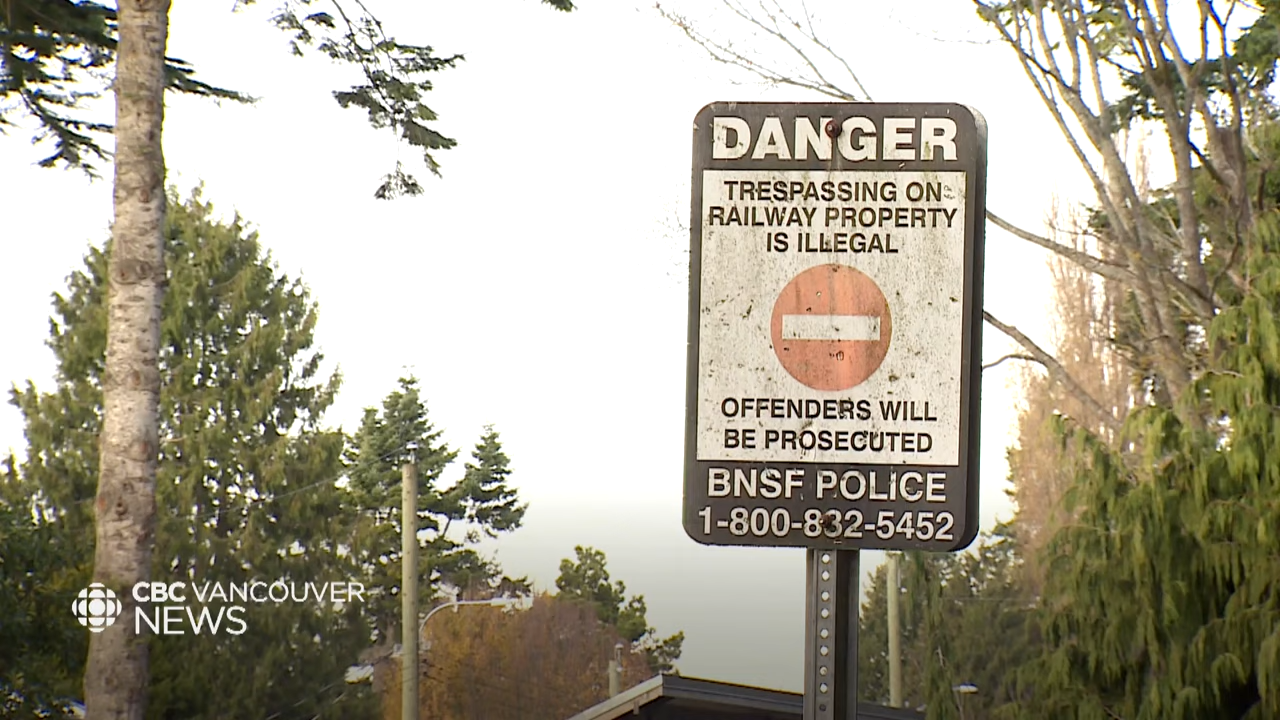 DANGER
TRESPASSING ON
RAILWAY PROPERTY
IS ILLEGAL
OFFENDERS WILL
BE PROSECUTED
BNSF POLICE
1-800-832-5452
CBC VANCOUVER
NEWS